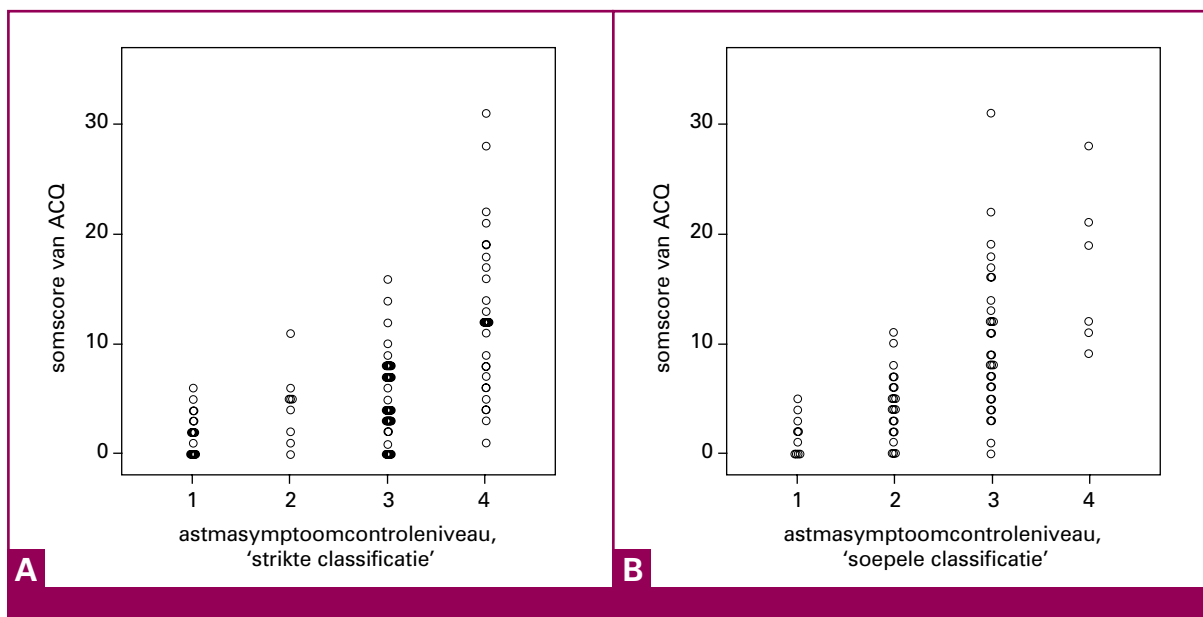 somscore van ACQ
30
20
10
0
1 2 3 4
astmasymptoomcontroleniveau,
‘strikte classificatie’
A
somscore van ACQ
30
20
10
0
1 2 3 4
astmasymptoomcontroleniveau,
‘soepele classificatie’
B